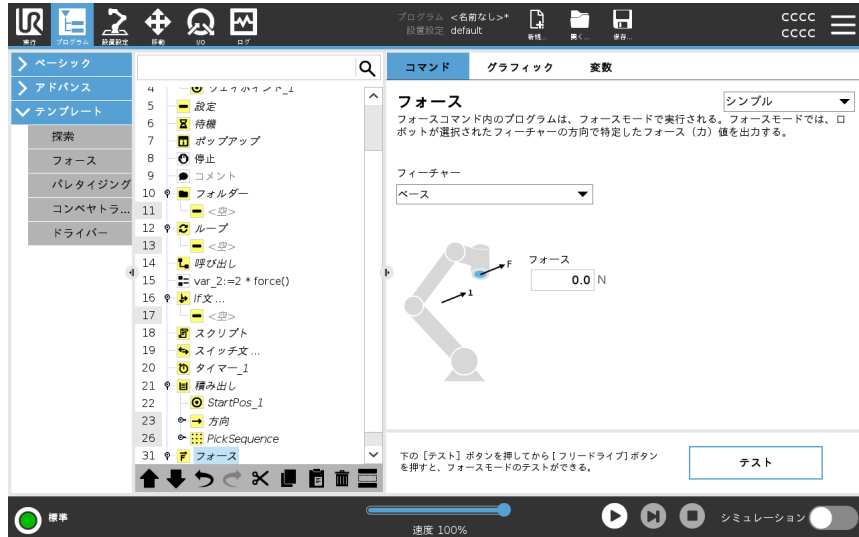 UR
実行
プログラム
設置設定
移動
I/O
ログ
プログラム <名前なし>*
設置設定 default
新規...
開く...
保存...
CCCC
CCCC
ベーシック
アドバンス
テンプレート
探索
フォース
パレタイジング
コンベヤトラ...
ドライバー
4 ウェイポイント_1
5 設定
6 待機
7 ポップアップ
8 停止
9 コメント
10 フォルダー
11 <空>
12 ループ
13 <空>
14 呼び出し
15 var_2:=2 * force()
16 If文 ...
17 <空>
18 スクリプト
19 スイッチ文 ...
20 タイマー_1
21 積み出し
22 StartPos_1
23 方向
26 PickSequence
31 フォース
コマンド
グラフィック
変数
フォース
シンプル
フォースコマンド内のプログラムは、フォースモードで実行される。フォースモードでは、ロ
ボットが選択されたフィーチャーの方向で特定したフォース（力）値を出力する。
フィーチャー
ベース
F
1
フォース
0.0 N
下の［テスト］ボタンを押してから[フリードライブ]ボタン
を押すと、フォースモードのテストができる。
テスト
標準
速度 100%
シミュレーション